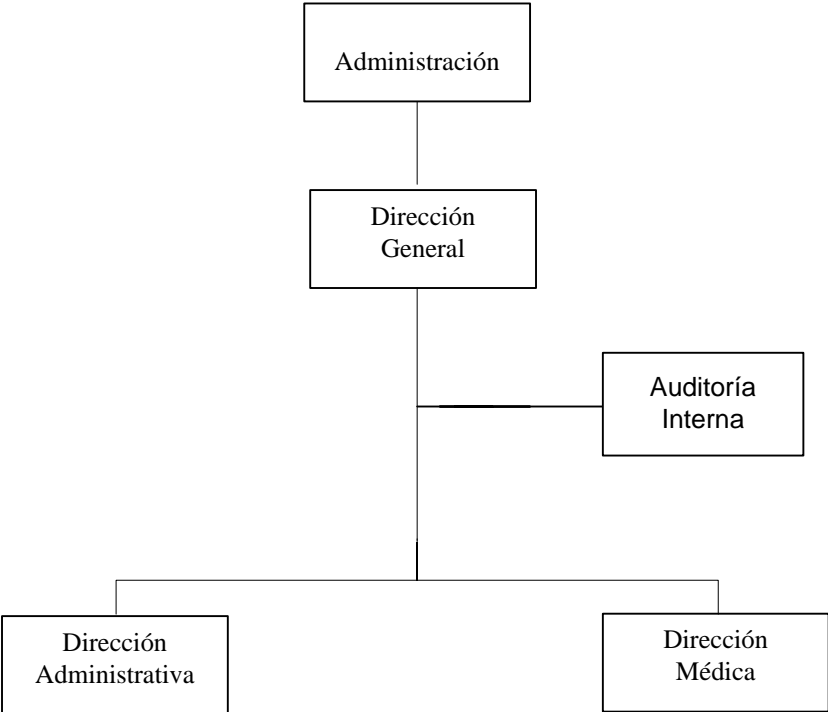 Administración
Dirección
General
Auditoría
Interna
Dirección
Administrativa
Dirección
Médica